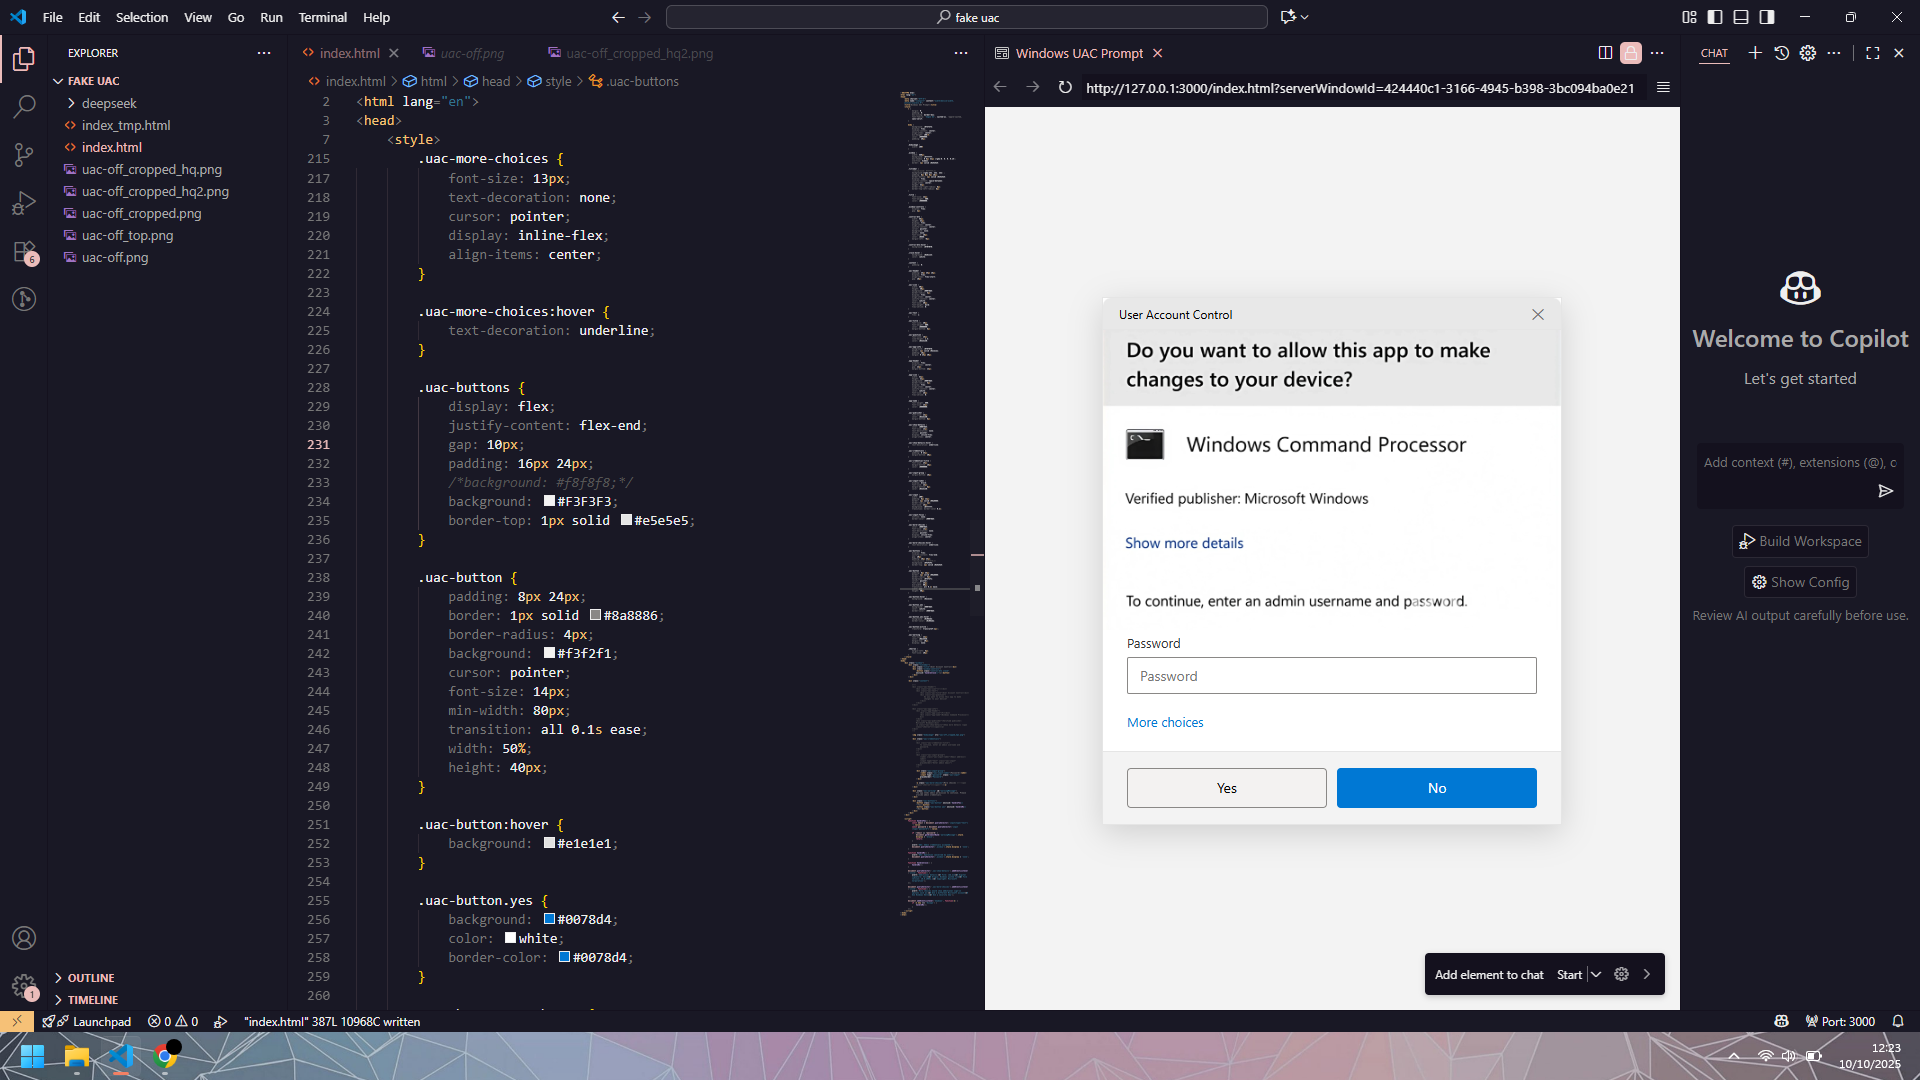 File Edit Selection View Go Run Terminal Help
fake uac
EXPLORER
FAKE UAC
deepseek
index_tmp.html
index.html
uac-off_cropped_hq.png
uac-off_cropped_hq2.png
uac-off_cropped.png
uac-off_top.png
uac-off.png
OUTLINE
TIMELINE
6
1
index.html uac-off.png uac-off_cropped_hq2.png
index.html > html > head > style > .uac-buttons
2 <html lang="en">
3 <head>
7 <style>
215 .uac-more-choices {
217 font-size: 13px;
218 text-decoration: none;
219 cursor: pointer;
220 display: inline-flex;
221 align-items: center;
222 }
223
224 .uac-more-choices:hover {
225 text-decoration: underline;
226 }
227
228 .uac-buttons {
229 display: flex;
230 justify-content: flex-end;
231 gap: 10px;
232 padding: 16px 24px;
233 /*background: #f8f8f8;*/
234 background: #F3F3F3;
235 border-top: 1px solid #e5e5e5;
236 }
237
238 .uac-button {
239 padding: 8px 24px;
240 border: 1px solid #8a8886;
241 border-radius: 4px;
242 background: #f3f2f1;
243 cursor: pointer;
244 font-size: 14px;
245 min-width: 80px;
246 transition: all 0.1s ease;
247 width: 50%;
248 height: 40px;
249 }
250
251 .uac-button:hover {
252 background: #e1e1e1;
253 }
254
255 .uac-button.yes {
256 background: #0078d4;
257 color: white;
258 border-color: #0078d4;
259 }
260
Windows UAC Prompt
http://127.0.0.1:3000/index.html?serverWindowId=424440c1-3166-4945-b398-3bc094ba0e21
User Account Control
Do you want to allow this app to make
changes to your device?
Windows Command Processor
Verified publisher: Microsoft Windows
Show more details
To continue, enter an admin username and password.
Password
Password
More choices
Yes
No
Add element to chat Start
CHAT
Welcome to Copilot
Let's get started
Add context (#), extensions (@), c
Build Workspace
Show Config
Review AI output carefully before use.
Launchpad 0 0 "index.html" 387L 10968C written
Port: 3000
12:23
10/10/2025